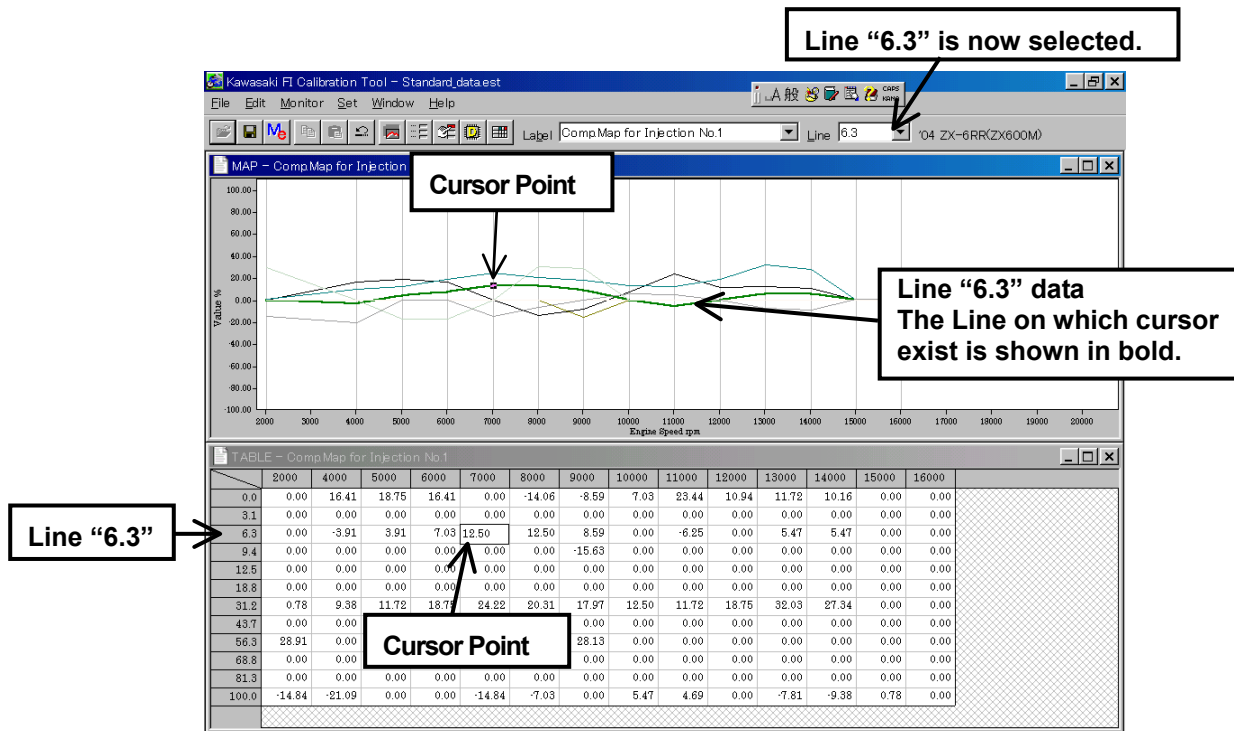 Line “6.3” is now selected.
Kawasaki FI Calibration Tool - Standard_data.est
A般 CAPS KANA
File Edit Monitor Set Window Help
Label Comp.Map for Injection No.1 Line 6.3 '04 ZX-6RR(ZX600M)
MAP - Comp.Map for Injection
Cursor Point
100.00
80.00
60.00
40.00
20.00
0.00
-20.00
-40.00
-60.00
-80.00
-100.00
Value %
Line “6.3” data
The Line on which cursor
exist is shown in bold.
2000 3000 4000 5000 6000 7000 8000 9000 10000 11000 12000 13000 14000 15000 16000 17000 18000 19000 20000
Engine Speed rpm
TABLE - Comp.Map for Injection No.1
2000 4000 5000 6000 7000 8000 9000 10000 11000 12000 13000 14000 15000 16000
0.0 0.00 16.41 18.75 16.41 0.00 -14.06 -8.59 7.03 23.44 10.94 11.72 10.16 0.00 0.00
3.1 0.00 0.00 0.00 0.00 0.00 0.00 0.00 0.00 0.00 0.00 0.00 0.00 0.00 0.00
Line “6.3”
6.3 0.00 -3.91 3.91 7.03 12.50 12.50 8.59 0.00 -6.25 0.00 5.47 5.47 0.00 0.00
9.4 0.00 0.00 0.00 0.00 0.00 0.00 -15.63 0.00 0.00 0.00 0.00 0.00 0.00 0.00
12.5 0.00 0.00 0.00 0.00 0.00 0.00 0.00 0.00 0.00 0.00 0.00 0.00 0.00 0.00
18.8 0.00 0.00 0.00 0.00 0.00 0.00 0.00 0.00 0.00 0.00 0.00 0.00 0.00 0.00
31.2 0.78 9.38 11.72 18.75 24.22 20.31 17.97 12.50 11.72 18.75 32.03 27.34 0.00 0.00
43.7 0.00 0.00 0.00 0.00 0.00 0.00 0.00 0.00 0.00 0.00
Cursor Point
56.3 28.91 0.00 28.13 0.00 0.00 0.00 0.00 0.00 0.00 0.00
68.8 0.00 0.00 0.00 0.00 0.00 0.00 0.00 0.00 0.00 0.00
81.3 0.00 0.00 0.00 0.00 0.00 0.00 0.00 0.00 0.00 0.00 0.00 0.00 0.00 0.00
100.0 -14.84 -21.09 0.00 0.00 -14.84 -7.03 0.00 5.47 4.69 0.00 -7.81 -9.38 0.78 0.00